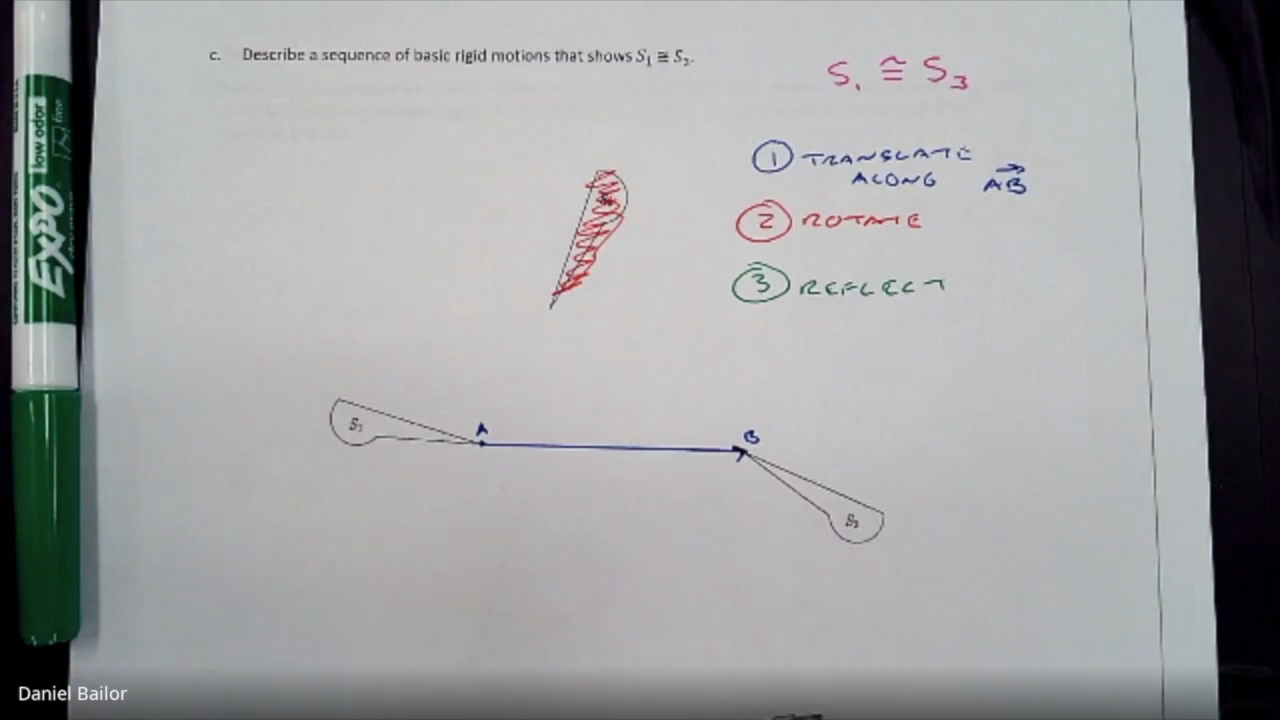 c. Describe a sequence of basic rigid motions that shows S₁ ≅ S₃.
S₁ ≅ S₃
① TRANSLATE
ALONG AB
② ROTATE
③ REFLECT
S₁
A
B
S₃
EXPO low odor
fine
Daniel Bailor